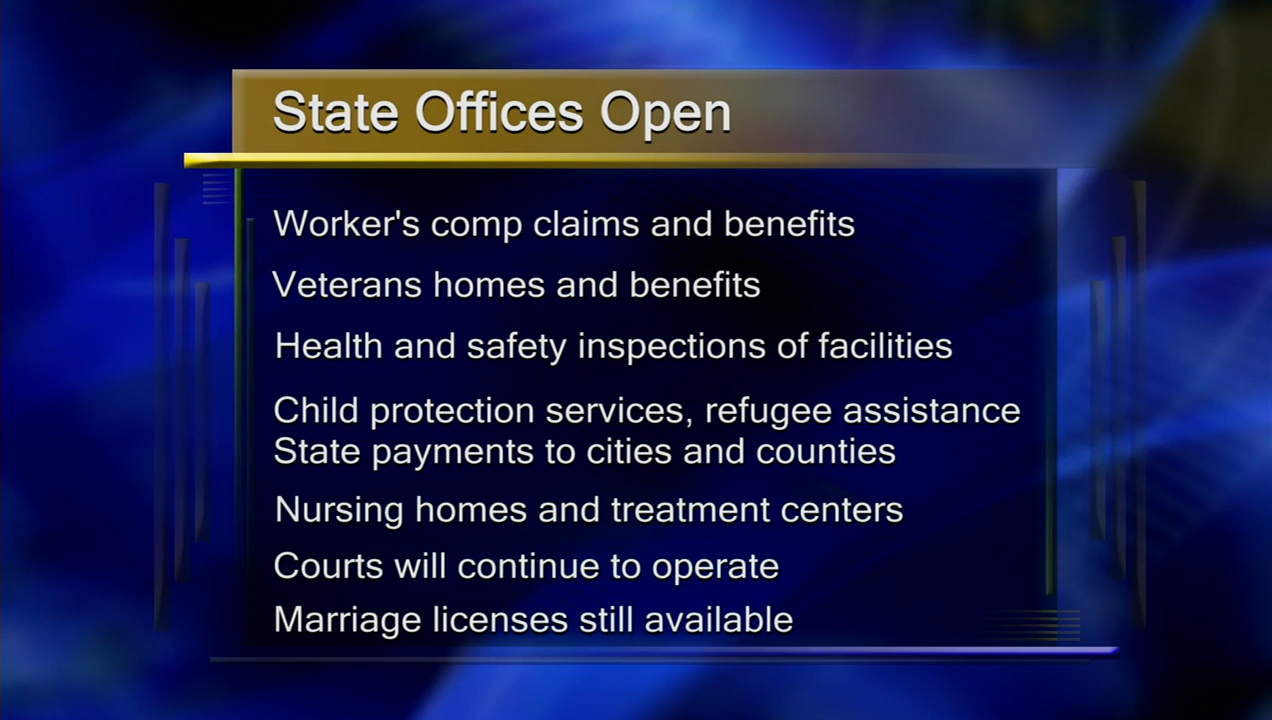 State Offices Open
Worker's comp claims and benefits
Veterans homes and benefits
Health and safety inspections of facilities
Child protection services, refugee assistance
State payments to cities and counties
Nursing homes and treatment centers
Courts will continue to operate
Marriage licenses still available